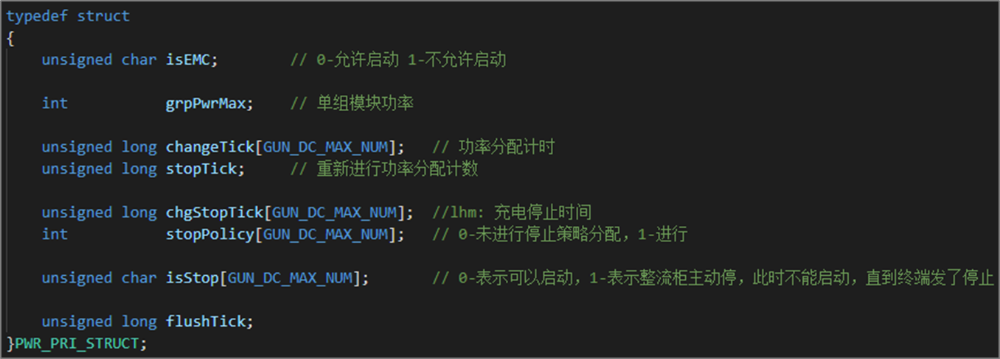 typedef struct
{
    unsigned char isEMC;        // 0-允许启动 1-不允许启动
    int           grpPwrMax;    // 单组模块功率
    unsigned long changeTick[GUN_DC_MAX_NUM];   // 功率分配计时
    unsigned long stopTick;     // 重新进行功率分配计数
    unsigned long chgStopTick[GUN_DC_MAX_NUM];  //lhm: 充电停止时间
    int           stopPolicy[GUN_DC_MAX_NUM];   // 0-未进行停止策略分配，1-进行
    unsigned char isStop[GUN_DC_MAX_NUM];       // 0-表示可以启动，1-表示整流柜主动停，此时不能启动，直到终端发了停止
    unsigned long flushTick;
}PWR_PRI_STRUCT;